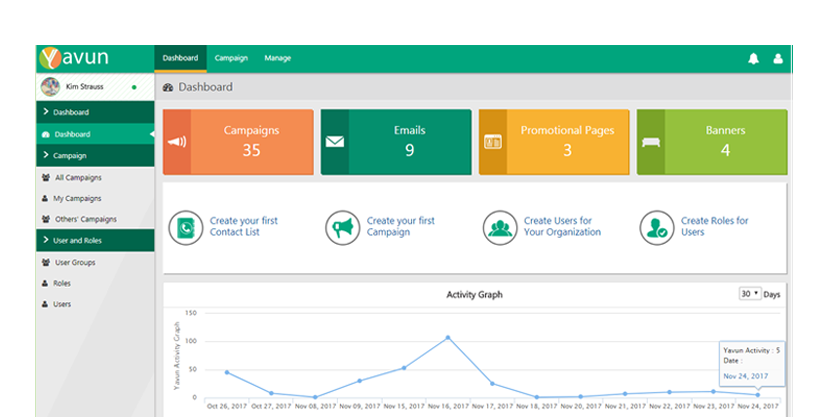 Yavun
Dashboard
Campaign
Manage
Kim Strauss
Dashboard
Dashboard
Dashboard
Campaign
All Campaigns
My Campaigns
Others' Campaigns
User and Roles
User Groups
Roles
Users
Campaigns
35
Emails
9
Promotional Pages
3
Banners
4
Create your first
Contact List
Create your first
Campaign
Create Users for
Your Organization
Create Roles for
Users
Activity Graph
30 Days
Yavun Activity Graph
150
100
50
0
Yavun Activity : 5
Date :
Nov 24, 2017
Oct 26, 2017 Oct 27, 2017 Nov 08, 2017 Nov 09, 2017 Nov 15, 2017 Nov 16, 2017 Nov 17, 2017 Nov 18, 2017 Nov 20, 2017 Nov 21, 2017 Nov 22, 2017 Nov 23, 2017 Nov 24, 2017